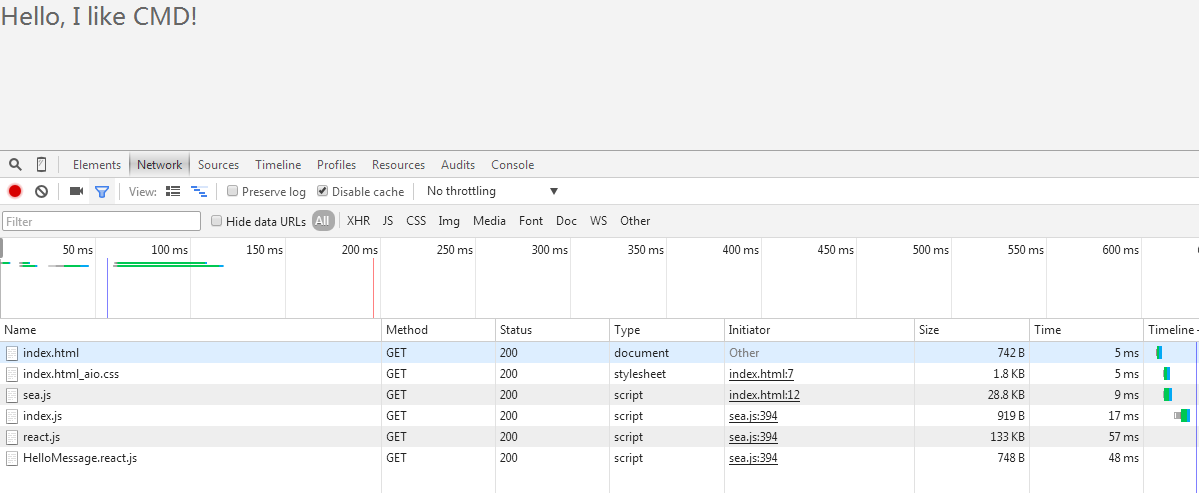 Hello, I like CMD!
Elements Network Sources Timeline Profiles Resources Audits Console
View: Preserve log Disable cache No throttling
Filter Hide data URLs All XHR JS CSS Img Media Font Doc WS Other
50 ms 100 ms 150 ms 200 ms 250 ms 300 ms 350 ms 400 ms 450 ms 500 ms 550 ms 600 ms
Name Method Status Type Initiator Size Time Timeline
index.html GET 200 document Other 742 B 5 ms
index.html_aio.css GET 200 stylesheet index.html:7 1.8 KB 5 ms
sea.js GET 200 script index.html:12 28.8 KB 9 ms
index.js GET 200 script sea.js:394 919 B 17 ms
react.js GET 200 script sea.js:394 133 KB 57 ms
HelloMessage.react.js GET 200 script sea.js:394 748 B 48 ms